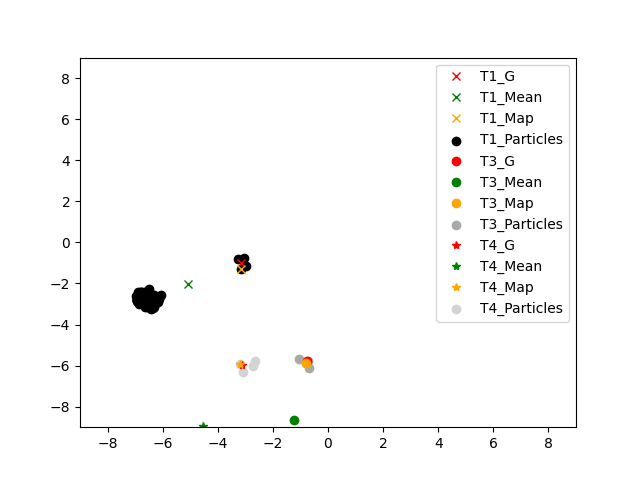 8
6
4
2
0
−2
−4
−6
−8
−8
−6
−4
−2
0
2
4
6
8
T1_G
T1_Mean
T1_Map
T1_Particles
T3_G
T3_Mean
T3_Map
T3_Particles
T4_G
T4_Mean
T4_Map
T4_Particles